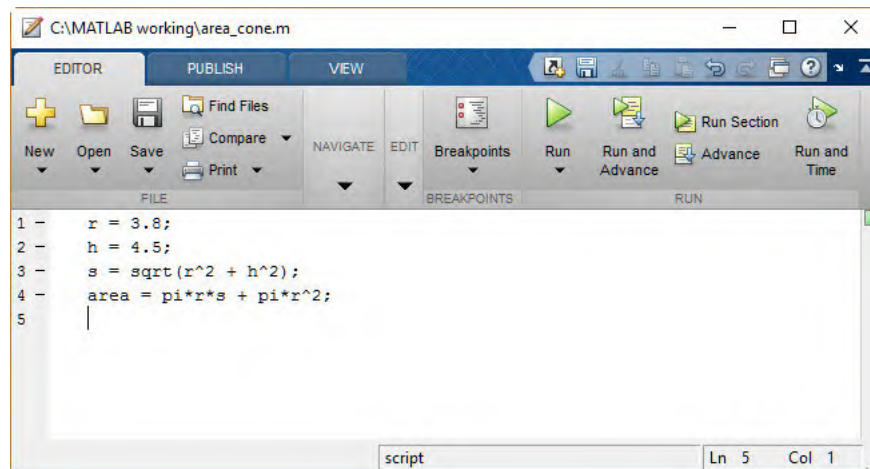 C:\MATLAB working\area_cone.m
EDITOR PUBLISH VIEW
New Open Save Find Files Compare Print
FILE
NAVIGATE
EDIT
Breakpoints
BREAKPOINTS
Run Run and Advance Run Section Advance Run and Time
RUN
1 - r = 3.8;
2 - h = 4.5;
3 - s = sqrt(r^2 + h^2);
4 - area = pi*r*s + pi*r^2;
5
script Ln 5 Col 1